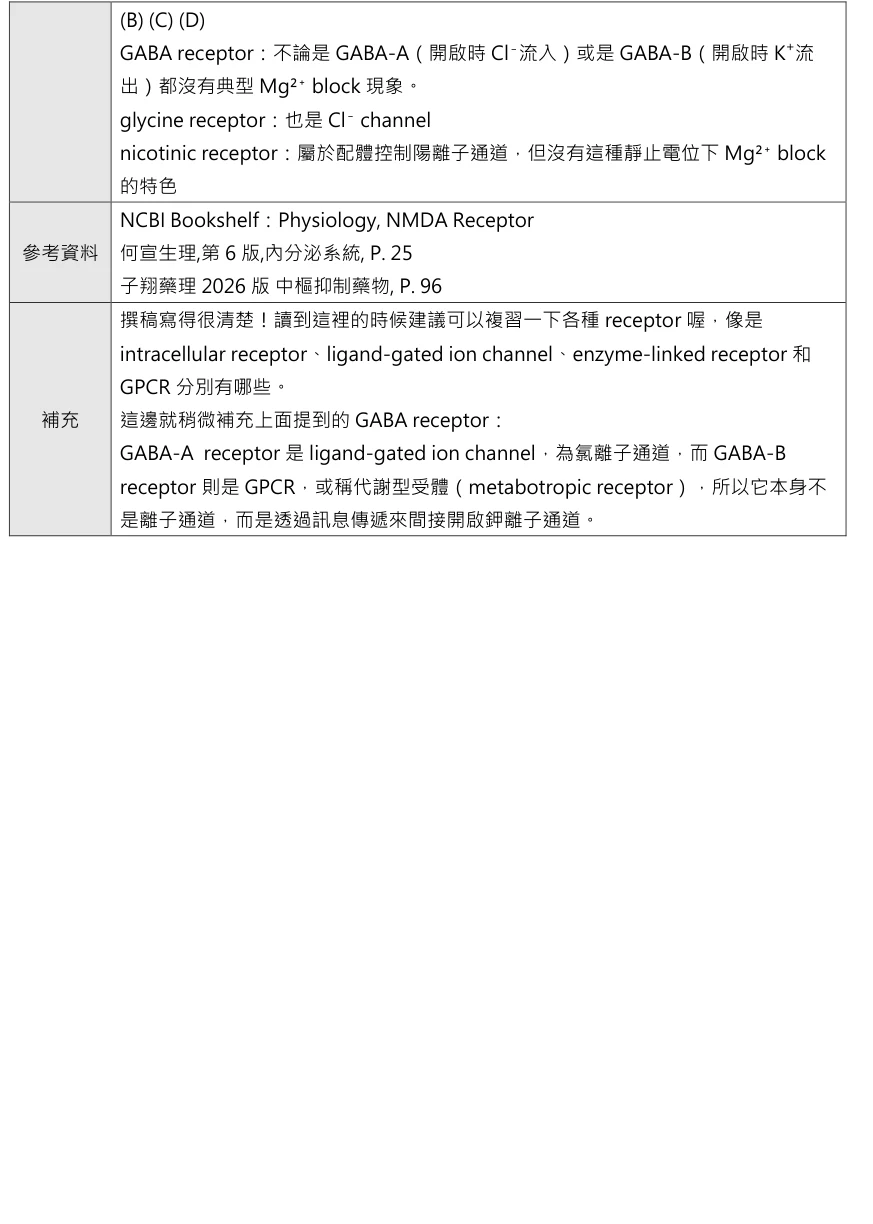 (B) (C) (D)
GABA receptor：不論是 GABA-A（開啟時 Cl⁻流入）或是 GABA-B（開啟時 K⁺流
出）都沒有典型 Mg²⁺ block 現象。
glycine receptor：也是 Cl⁻ channel
nicotinic receptor：屬於配體控制陽離子通道，但沒有這種靜止電位下 Mg²⁺ block
的特色
參考資料
NCBI Bookshelf：Physiology, NMDA Receptor
何宣生理,第 6 版,內分泌系統, P. 25
子翔藥理 2026 版 中樞抑制藥物, P. 96
補充
撰稿寫得很清楚！讀到這裡的時候建議可以複習一下各種 receptor 喔，像是
intracellular receptor、ligand-gated ion channel、enzyme-linked receptor 和
GPCR 分別有哪些。
這邊就稍微補充上面提到的 GABA receptor：
GABA-A  receptor 是 ligand-gated ion channel，為氯離子通道，而 GABA-B
receptor 則是 GPCR，或稱代謝型受體（metabotropic receptor），所以它本身不
是離子通道，而是透過訊息傳遞來間接開啟鉀離子通道。